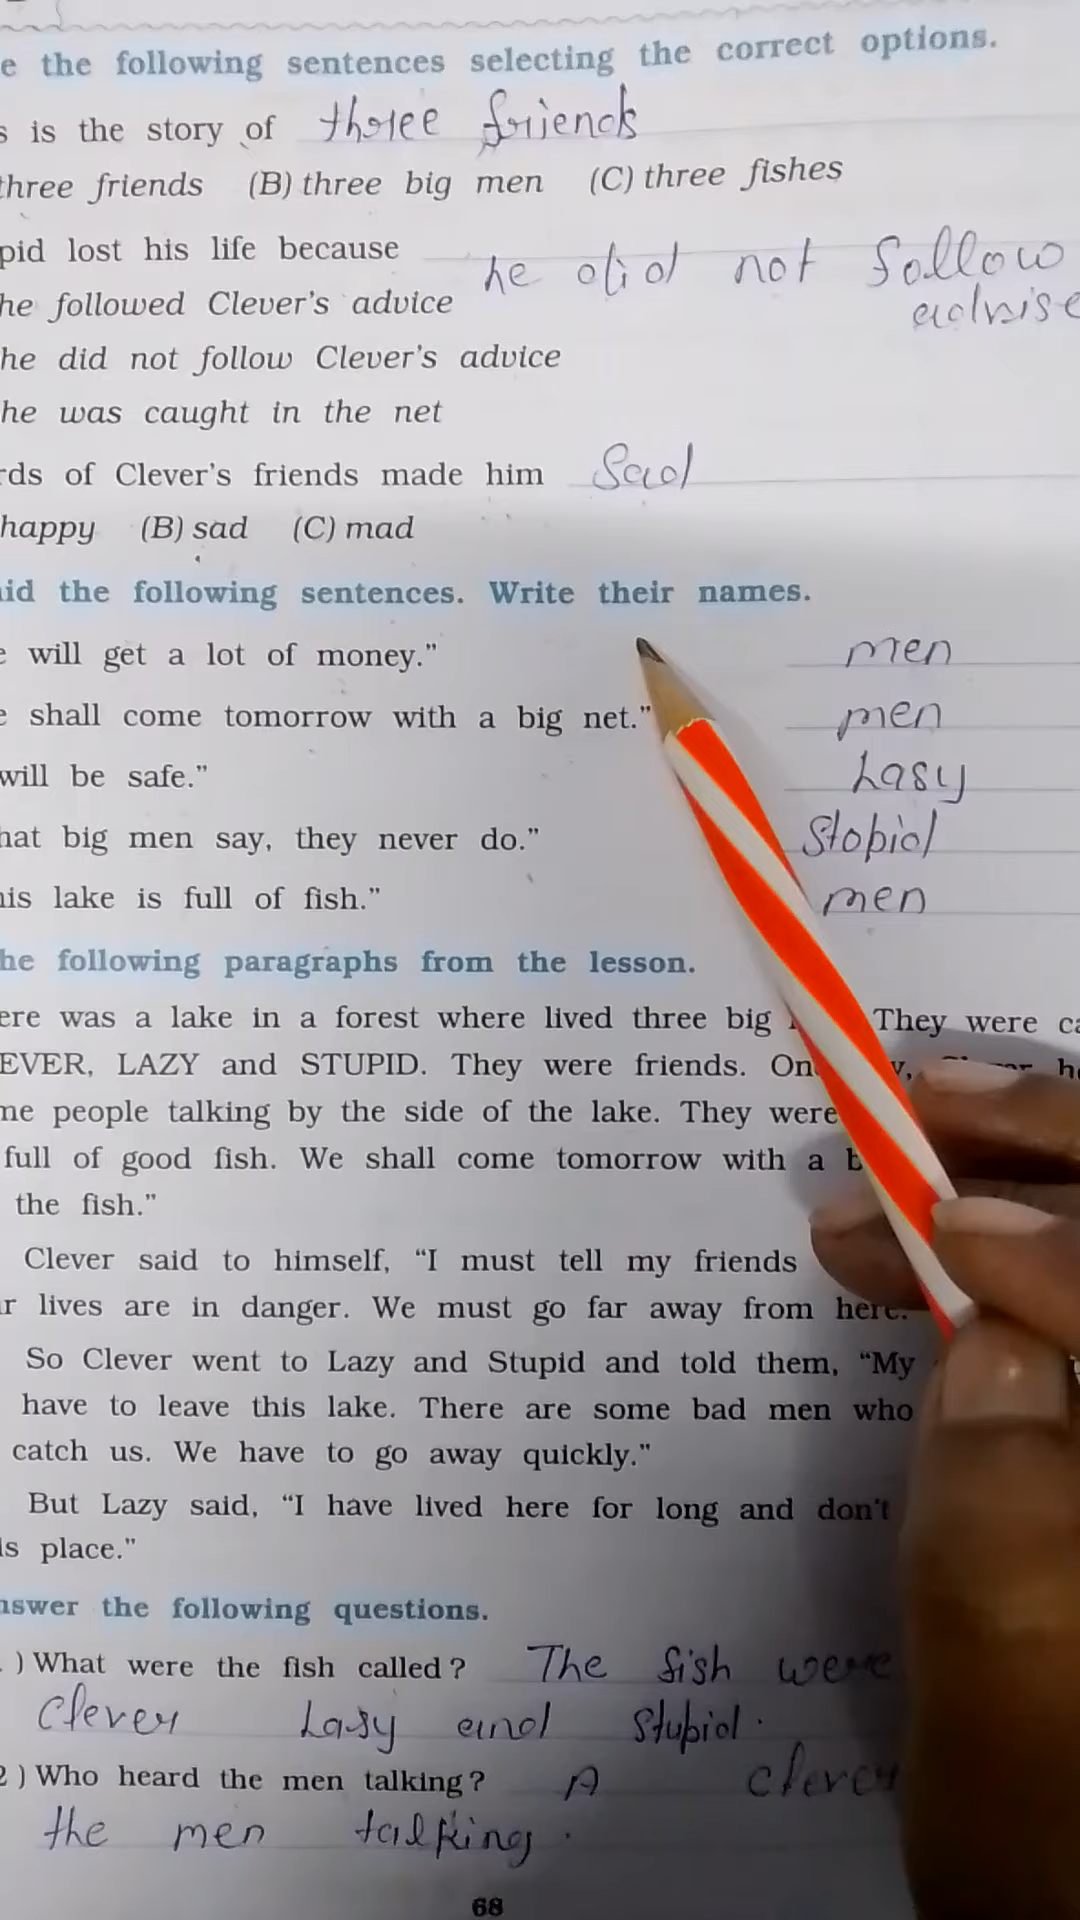 e the following sentences selecting the correct options.
s is the story of three friends
three friends (B) three big men (C) three fishes
pid lost his life because he did not follow
he followed Clever's advice advise
he did not follow Clever's advice
he was caught in the net
rds of Clever's friends made him Sad
happy (B) sad (C) mad
aid the following sentences. Write their names.
e will get a lot of money." men
e shall come tomorrow with a big net." men
will be safe." Lasy
hat big men say, they never do." Stobid
his lake is full of fish." men
he following paragraphs from the lesson.
ere was a lake in a forest where lived three big They were ca
EVER, LAZY and STUPID. They were friends. On
me people talking by the side of the lake. They were
full of good fish. We shall come tomorrow with a b
the fish."
Clever said to himself, "I must tell my friends
r lives are in danger. We must go far away from here.
So Clever went to Lazy and Stupid and told them, "My
have to leave this lake. There are some bad men who
catch us. We have to go away quickly."
But Lazy said, "I have lived here for long and don't
is place."
nswer the following questions.
) What were the fish called? The fish were
Clever Lasy and Stubid.
2) Who heard the men talking? A clever
the men talking.
68